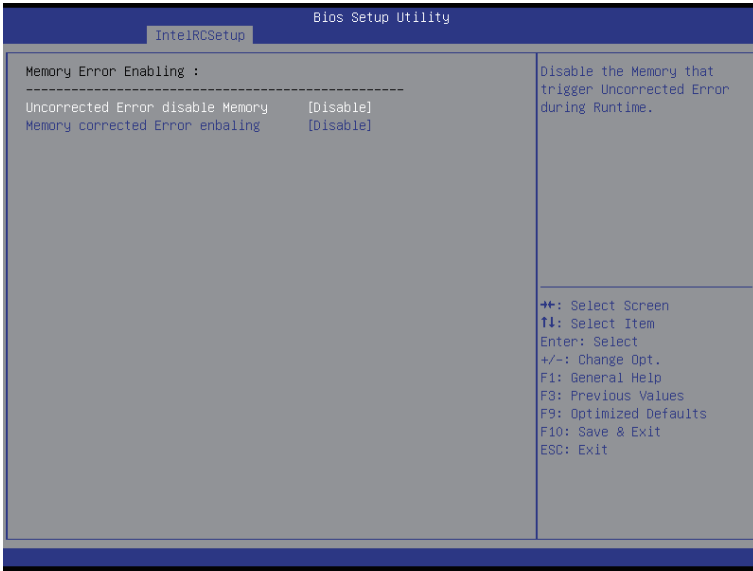 Bios Setup Utility
IntelRCSetup
Memory Error Enabling :
--------------------------------------------------
Uncorrected Error disable Memory [Disable]
Memory corrected Error enbaling [Disable]
Disable the Memory that
trigger Uncorrected Error
during Runtime.
→←: Select Screen
↑↓: Select Item
Enter: Select
+/-: Change Opt.
F1: General Help
F3: Previous Values
F9: Optimized Defaults
F10: Save & Exit
ESC: Exit